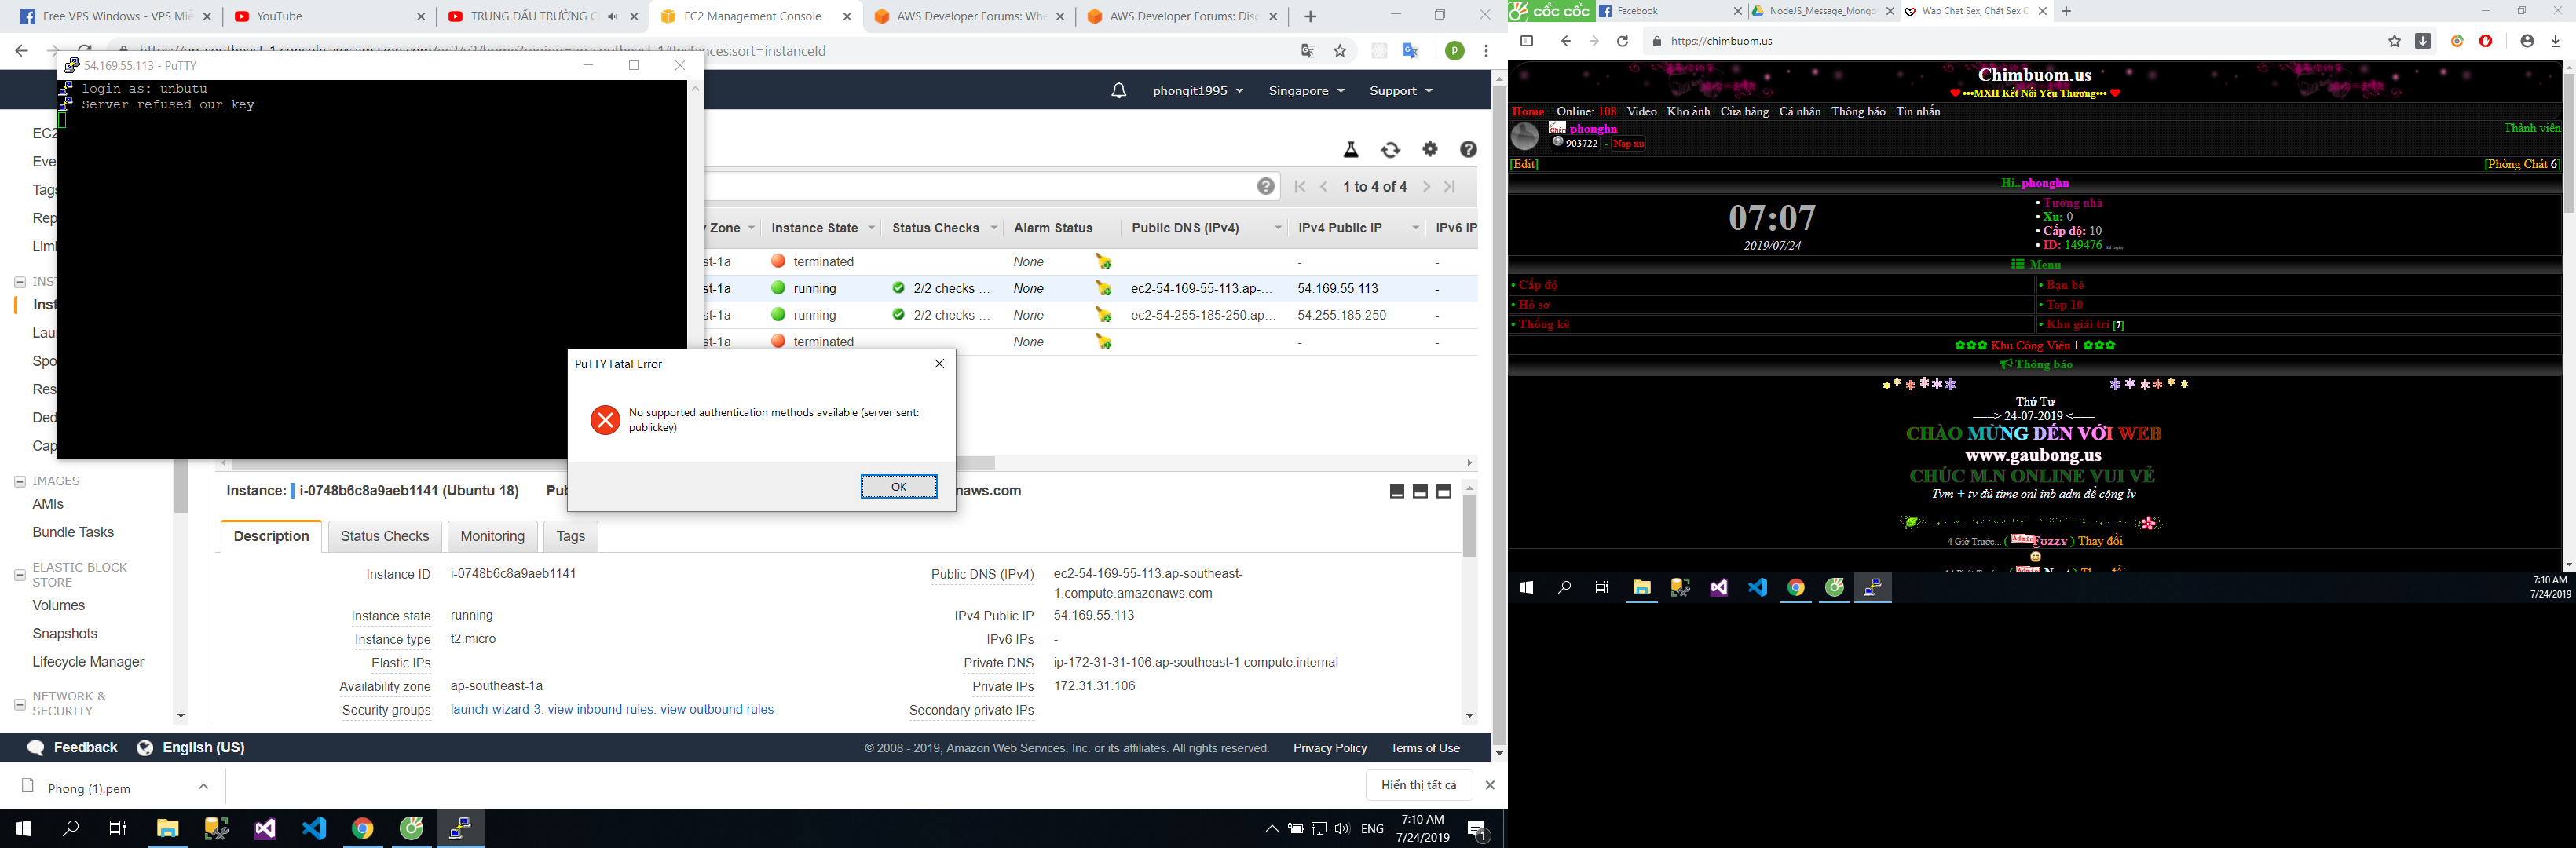 Free VPS Windows - VPS Miễ
YouTube
TRUNG ĐẤU TRƯỜNG C
EC2 Management Console
AWS Developer Forums: Whe
AWS Developer Forums: Disc
https://ap-southeast-1.console.aws.amazon.com/ec2/v2/home?region=ap-southeast-1#Instances:sort=instanceId
54.169.55.113 - PuTTY
login as: unbutu
Server refused our key
phongit1995
Singapore
Support
EC2
Eve
Tags
Rep
Limi
INST
Inst
Laur
Spo
Res
Ded
Cap
IMAGES
AMIs
Bundle Tasks
ELASTIC BLOCK
STORE
Volumes
Snapshots
Lifecycle Manager
NETWORK &
SECURITY
1 to 4 of 4
y Zone
Instance State
Status Checks
Alarm Status
Public DNS (IPv4)
IPv4 Public IP
IPv6 IP
st-1a terminated None - -
st-1a running 2/2 checks ... None ec2-54-169-55-113.ap-... 54.169.55.113 -
st-1a running 2/2 checks ... None ec2-54-255-185-250.ap... 54.255.185.250 -
st-1a terminated None - -
PuTTY Fatal Error
No supported authentication methods available (server sent:
publickey)
OK
Instance: i-0748b6c8a9aeb1141 (Ubuntu 18) Pu
naws.com
Description
Status Checks
Monitoring
Tags
Instance ID i-0748b6c8a9aeb1141
Instance state running
Instance type t2.micro
Elastic IPs
Availability zone ap-southeast-1a
Security groups launch-wizard-3. view inbound rules. view outbound rules
Public DNS (IPv4) ec2-54-169-55-113.ap-southeast-
1.compute.amazonaws.com
IPv4 Public IP 54.169.55.113
IPv6 IPs -
Private DNS ip-172-31-31-106.ap-southeast-1.compute.internal
Private IPs 172.31.31.106
Secondary private IPs
Feedback
English (US)
© 2008 - 2019, Amazon Web Services, Inc. or its affiliates. All rights reserved.
Privacy Policy
Terms of Use
Phong (1).pem
Hiển thị tất cả
ENG
7:10 AM
7/24/2019
1
CỐC CỐC
Facebook
NodeJS_Message_Mongo
Wap Chat Sex, Chát Sex O
https://chimbuom.us
Chimbuom.us
•••MXH Kết Nối Yêu Thương•••
Home · Online: 108 · Video · Kho ảnh · Cửa hàng · Cá nhân · Thông báo · Tin nhắn
phonghn
Thành viên
903722 - Nạp xu
[Edit]
[Phòng Chát 6]
Hi..phonghn
07:07
2019/07/24
• Tường nhà
• Xu: 0
• Cấp độ: 10
• ID: 149476
Menu
• Cấp độ
• Bạn bè
• Hồ sơ
• Top 10
• Thống kê
• Khu giải trí [7]
✿✿✿ Khu Công Viên 1 ✿✿✿
Thông báo
Thứ Tư
===> 24-07-2019 <===
CHÀO MỪNG ĐẾN VỚI WEB
www.gaubong.us
CHÚC M.N ONLINE VUI VẺ
Tvm + tv đủ time onl inb adm để cộng lv
4 Giờ Trước... ( Admin Fozzy ) Thay đổi
7:10 AM
7/24/2019